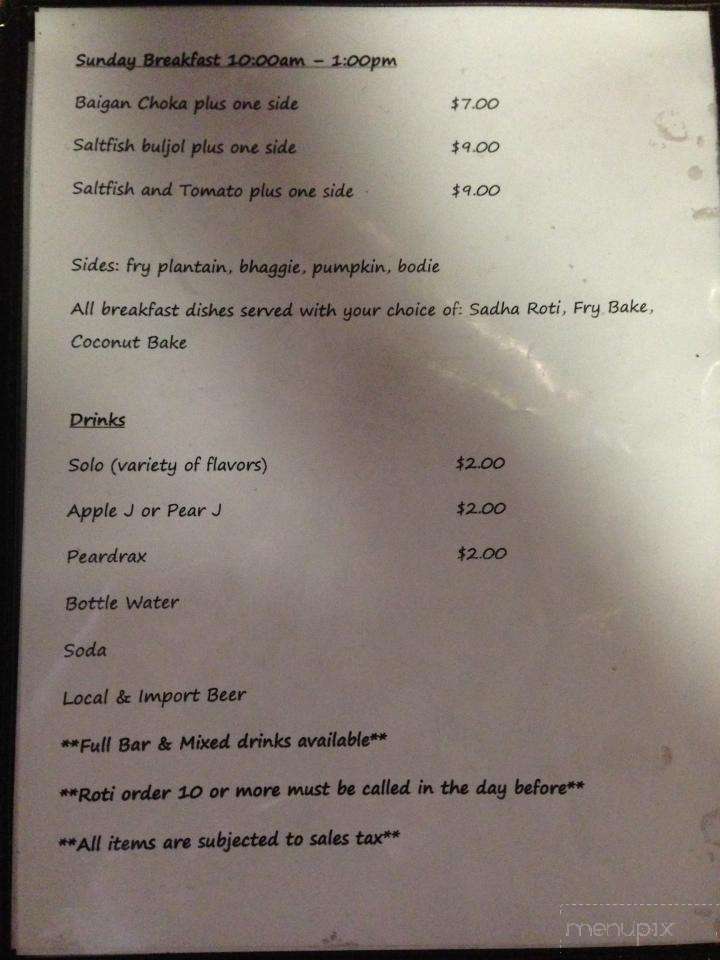 Sunday Breakfast 10:00am – 1:00pm
Baigan Choka plus one side $7.00
Saltfish buljol plus one side $9.00
Saltfish and Tomato plus one side $9.00
Sides: fry plantain, bhaggie, pumpkin, bodie
All breakfast dishes served with your choice of: Sadha Roti, Fry Bake,
Coconut Bake
Drinks
Solo (variety of flavors) $2.00
Apple J or Pear J $2.00
Peardrax $2.00
Bottle Water
Soda
Local & Import Beer
**Full Bar & Mixed drinks available**
**Roti order 10 or more must be called in the day before**
**All items are subjected to sales tax**
menupix